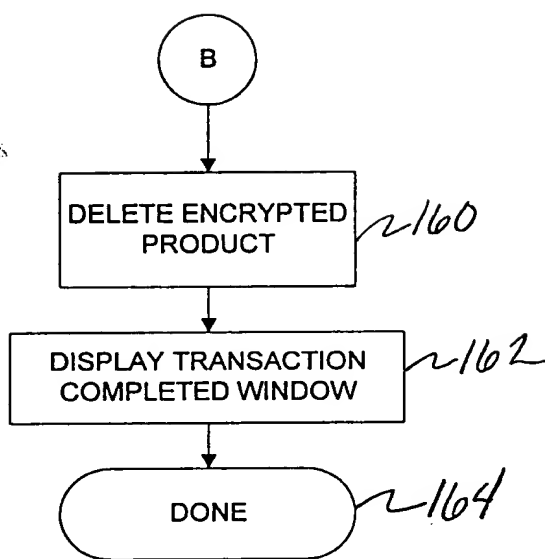 B
DELETE ENCRYPTED
PRODUCT
160
DISPLAY TRANSACTION
COMPLETED WINDOW
162
DONE
164